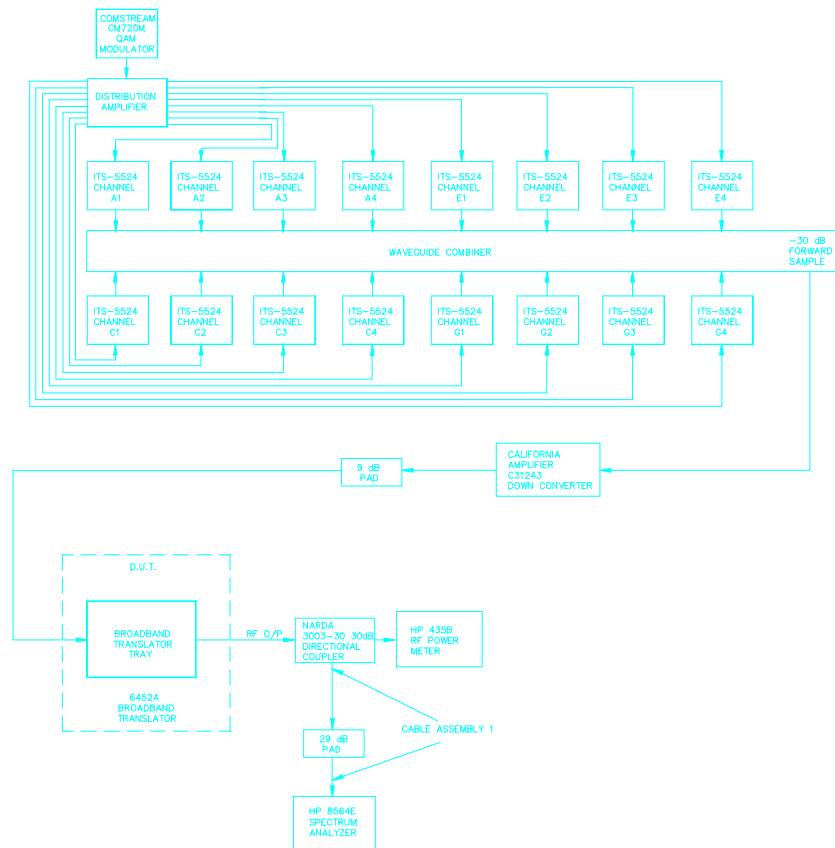 COMSTREAM
CM720M
QAM
MODULATOR
DISTRIBUTION
AMPLIFIER
ITS-5524
CHANNEL
A1
ITS-5524
CHANNEL
A2
ITS-5524
CHANNEL
A3
ITS-5524
CHANNEL
A4
ITS-5524
CHANNEL
E1
ITS-5524
CHANNEL
E2
ITS-5524
CHANNEL
E3
ITS-5524
CHANNEL
E4
WAVEGUIDE COMBINER
-30 dB
FORWARD
SAMPLE
ITS-5524
CHANNEL
C1
ITS-5524
CHANNEL
C2
ITS-5524
CHANNEL
C3
ITS-5524
CHANNEL
C4
ITS-5524
CHANNEL
G1
ITS-5524
CHANNEL
G2
ITS-5524
CHANNEL
G3
ITS-5524
CHANNEL
G4
9 dB
PAD
CALIFORNIA
AMPLIFIER
C31243
DOWN CONVERTER
D.U.T.
BROADBAND
TRANSLATOR
TRAY
6452A
BROADBAND
TRANSLATOR
RF O/P
NARDA
3003-30 30dB
DIRECTIONAL
COUPLER
HP 435B
RF POWER
METER
CABLE ASSEMBLY 1
29 dB
PAD
HP 8564E
SPECTRUM
ANALYZER